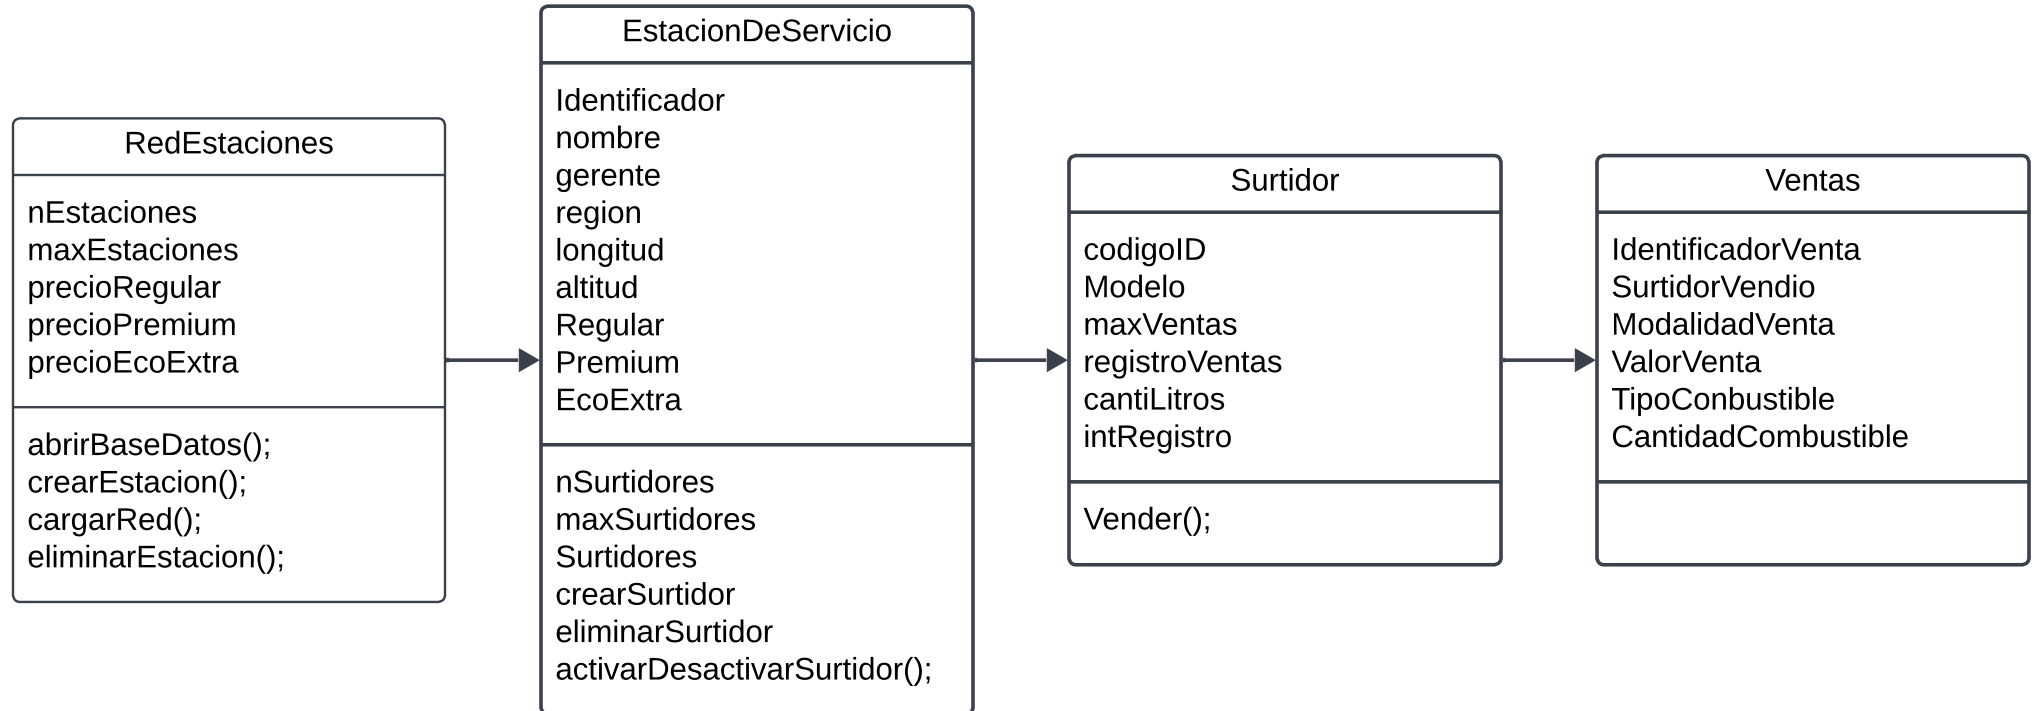 RedEstaciones
nEstaciones
maxEstaciones
precioRegular
precioPremium
precioEcoExtra
abrirBaseDatos();
crearEstacion();
cargarRed();
eliminarEstacion();
EstacionDeServicio
Identificador
nombre
gerente
region
longitud
altitud
Regular
Premium
EcoExtra
nSurtidores
maxSurtidores
Surtidores
crearSurtidor
eliminarSurtidor
activarDesactivarSurtidor();
Surtidor
codigoID
Modelo
maxVentas
registroVentas
cantiLitros
intRegistro
Vender();
Ventas
IdentificadorVenta
SurtidorVendio
ModalidadVenta
ValorVenta
TipoConbustible
CantidadCombustible